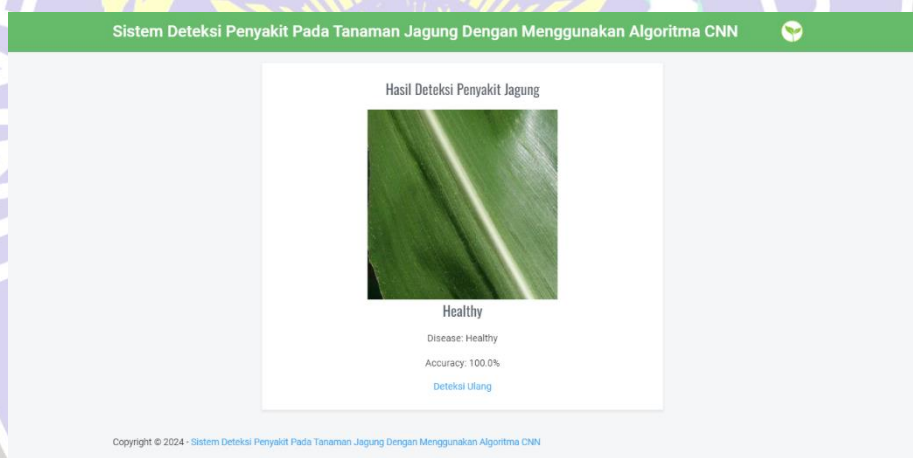 Sistem Deteksi Penyakit Pada Tanaman Jagung Dengan Menggunakan Algoritma CNN
Hasil Deteksi Penyakit Jagung
Healthy
Disease: Healthy
Accuracy: 100.0%
Deteksi Ulang
Copyright © 2024 - Sistem Deteksi Penyakit Pada Tanaman Jagung Dengan Menggunakan Algoritma CNN